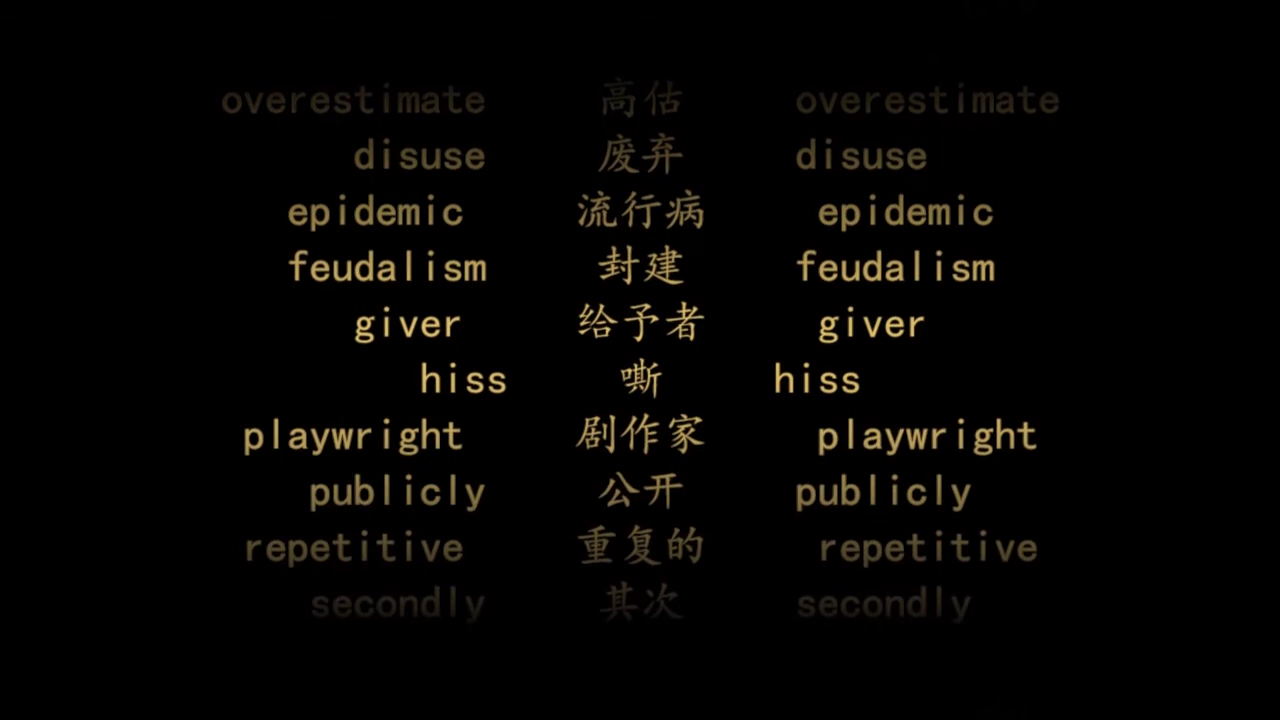 overestimate 高估 overestimate
disuse 废弃 disuse
epidemic 流行病 epidemic
feudalism 封建 feudalism
giver 给予者 giver
hiss 嘶 hiss
playwright 剧作家 playwright
publicly 公开 publicly
repetitive 重复的 repetitive
secondly 其次 secondly